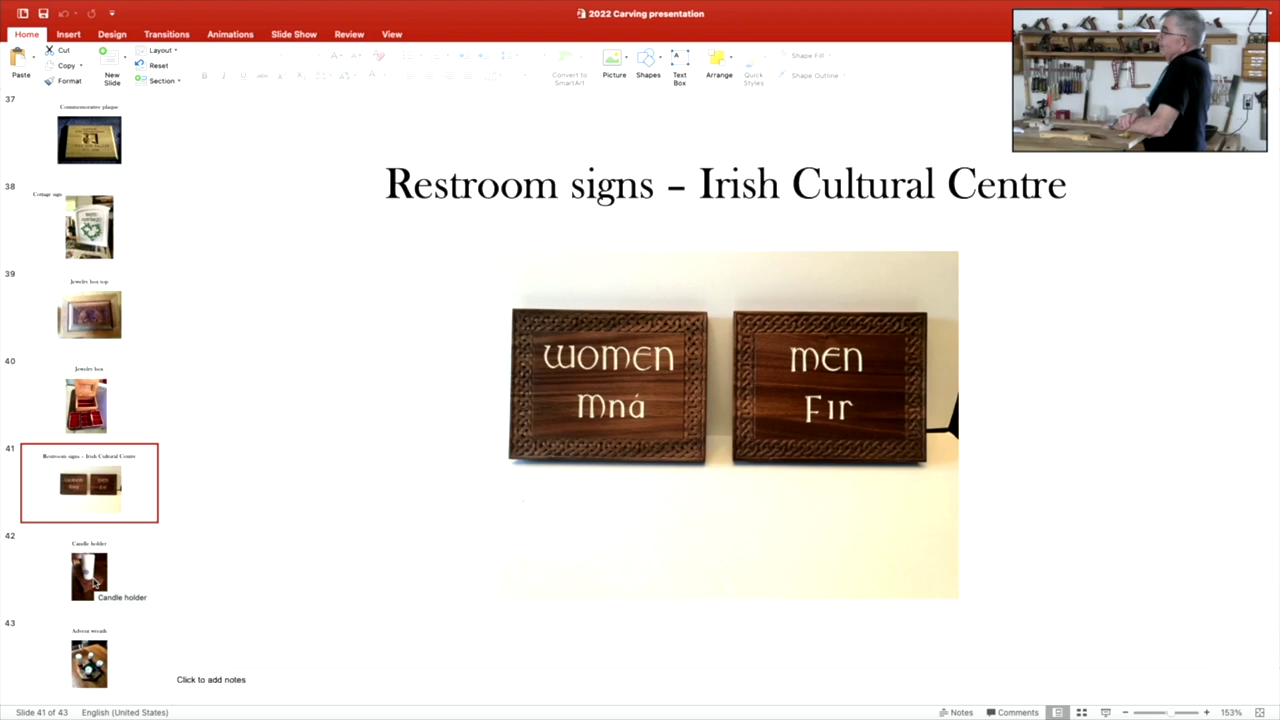 2022 Carving presentation
Home Insert Design Transitions Animations Slide Show Review View
Paste
Cut
Copy
Format
New Slide
Layout
Reset
Section
Convert to SmartArt
Picture
Shapes
Text Box
Arrange
Quick Styles
Shape Fill
Shape Outline
37
Commemorative plaque
38
Cottage sign
39
Jewelry box top
40
Jewelry box
41
Restroom signs – Irish Cultural Centre
42
Candle holder
Candle holder
43
Advent wreath
Restroom signs – Irish Cultural Centre
women
mná
men
Fir
Click to add notes
Slide 41 of 43 English (United States)
Notes Comments 153%